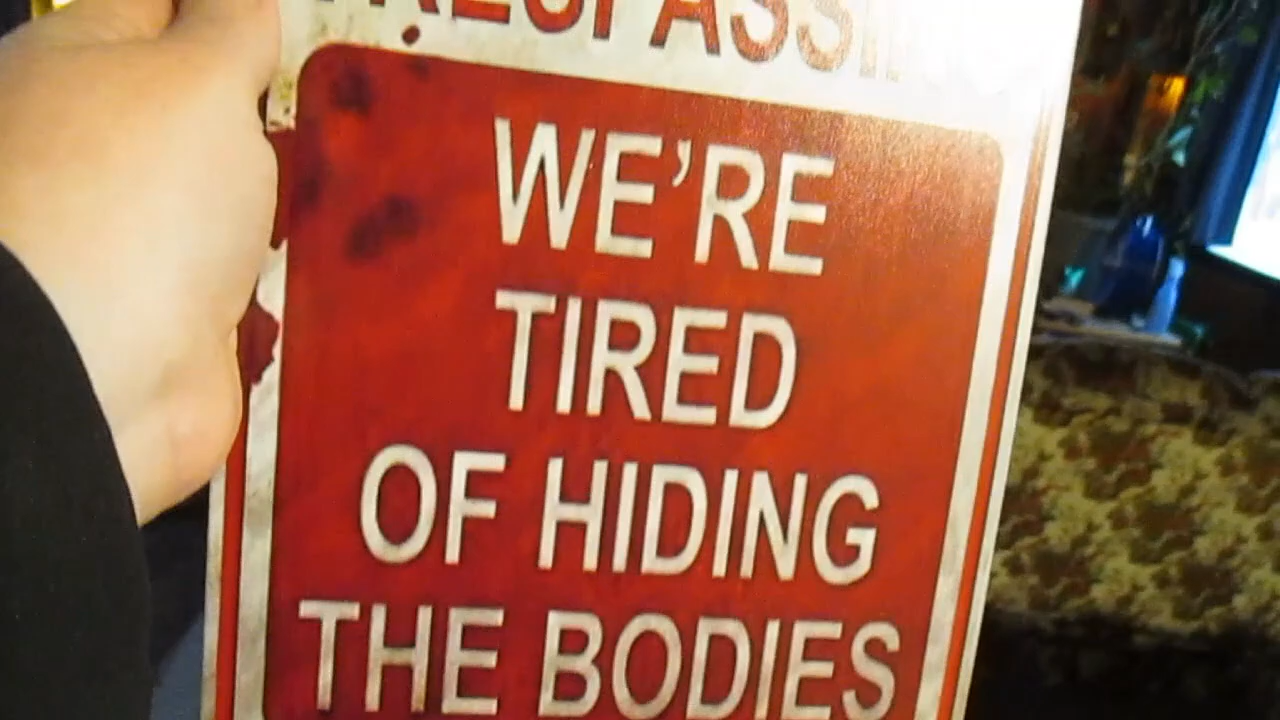 TRESPASSING
WE'RE
TIRED
OF HIDING
THE BODIES